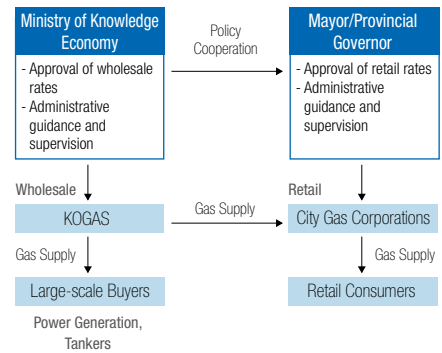 Ministry of Knowledge
Economy
- Approval of wholesale
rates
- Administrative
guidance and
supervision
Policy
Cooperation
Mayor/Provincial
Governor
- Approval of retail rates
- Administrative
guidance and
supervision
Wholesale
Retail
KOGAS
Gas Supply
City Gas Corporations
Gas Supply
Gas Supply
Large-scale Buyers
Retail Consumers
Power Generation,
Tankers